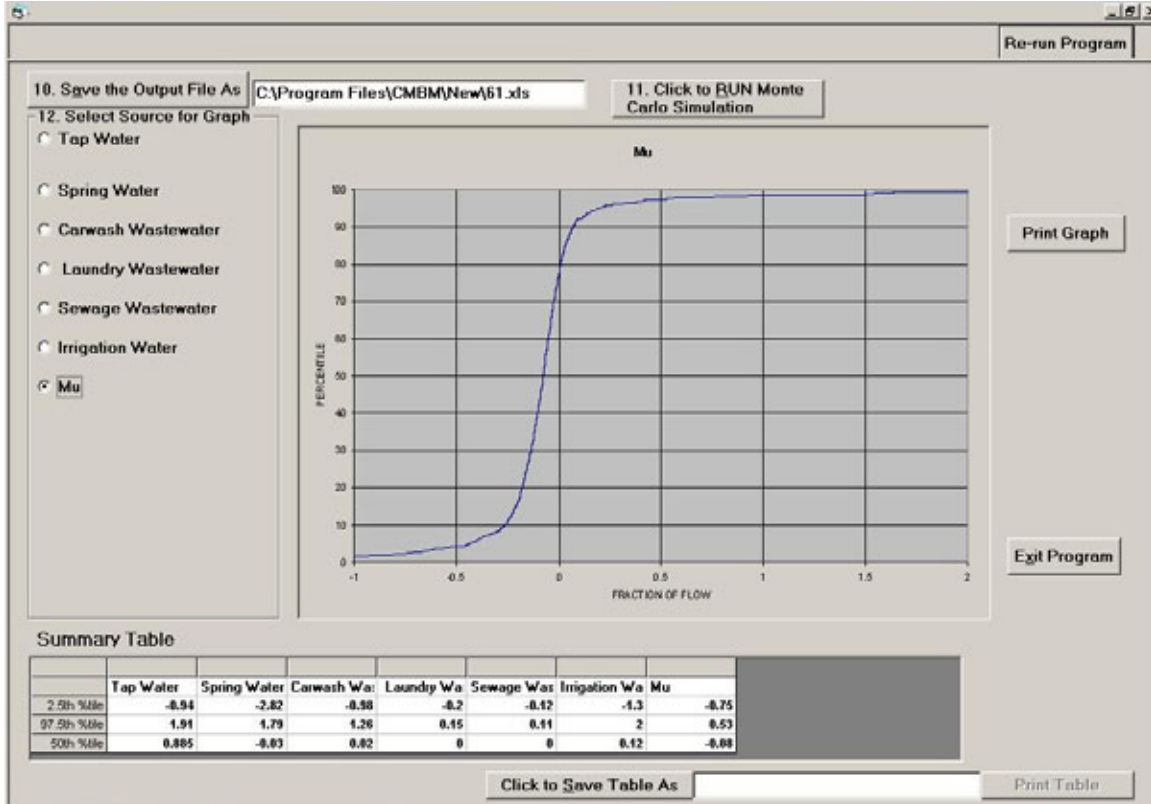 Re-run Program
10. Save the Output File As
C:\Program Files\CMBM\New\61.xls
11. Click to RUN Monte
Carlo Simulation
12. Select Source for Graph
Tap Water
Spring Water
Carwash Wastewater
Laundry Wastewater
Sewage Wastewater
Irrigation Water
Mu
Mu
100
90
80
70
60
50
40
30
20
10
0
PERCENTILE
-1 -0.5 0 0.5 1 1.5 2
FRACTION OF FLOW
Print Graph
Exit Program
Summary Table
Tap Water Spring Water Carwash Wa: Laundry Wa Sewage Was Irrigation Wa Mu
2.5th %tile -0.94 -2.82 -0.98 -0.2 -0.12 -1.3 -0.75
97.5th %tile 1.91 1.79 1.26 0.15 0.11 2 0.53
50th %tile 0.885 -0.03 0.02 0 0 0.12 -0.08
Click to Save Table As
Print Table